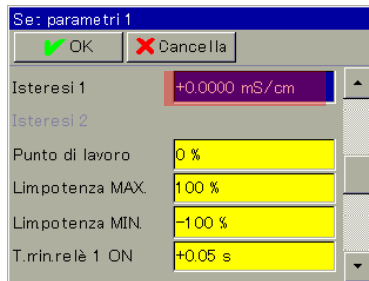 Set parametri 1
OK Cancella
Isteresi 1 +0.0000 mS/cm
Isteresi 2
Punto di lavoro 0 %
Limpotenza MAX. 100 %
Limpotenza MIN. -100 %
T.min.relè 1 ON +0.05 s